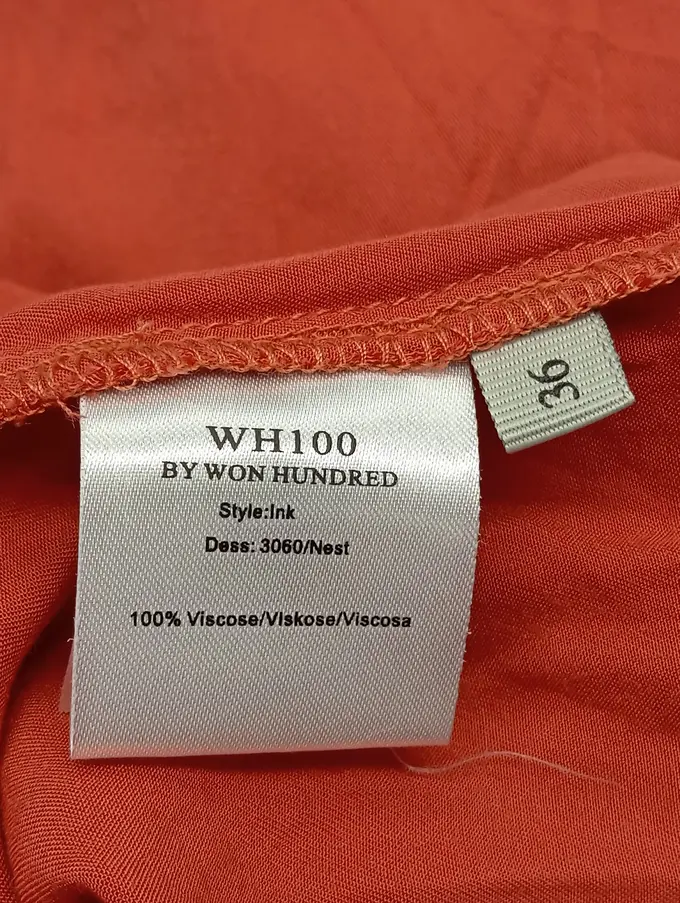 WH100
BY WON HUNDRED
Style:Ink
Dess: 3060/Nest
100% Viscose/Viskose/Viscosa
36